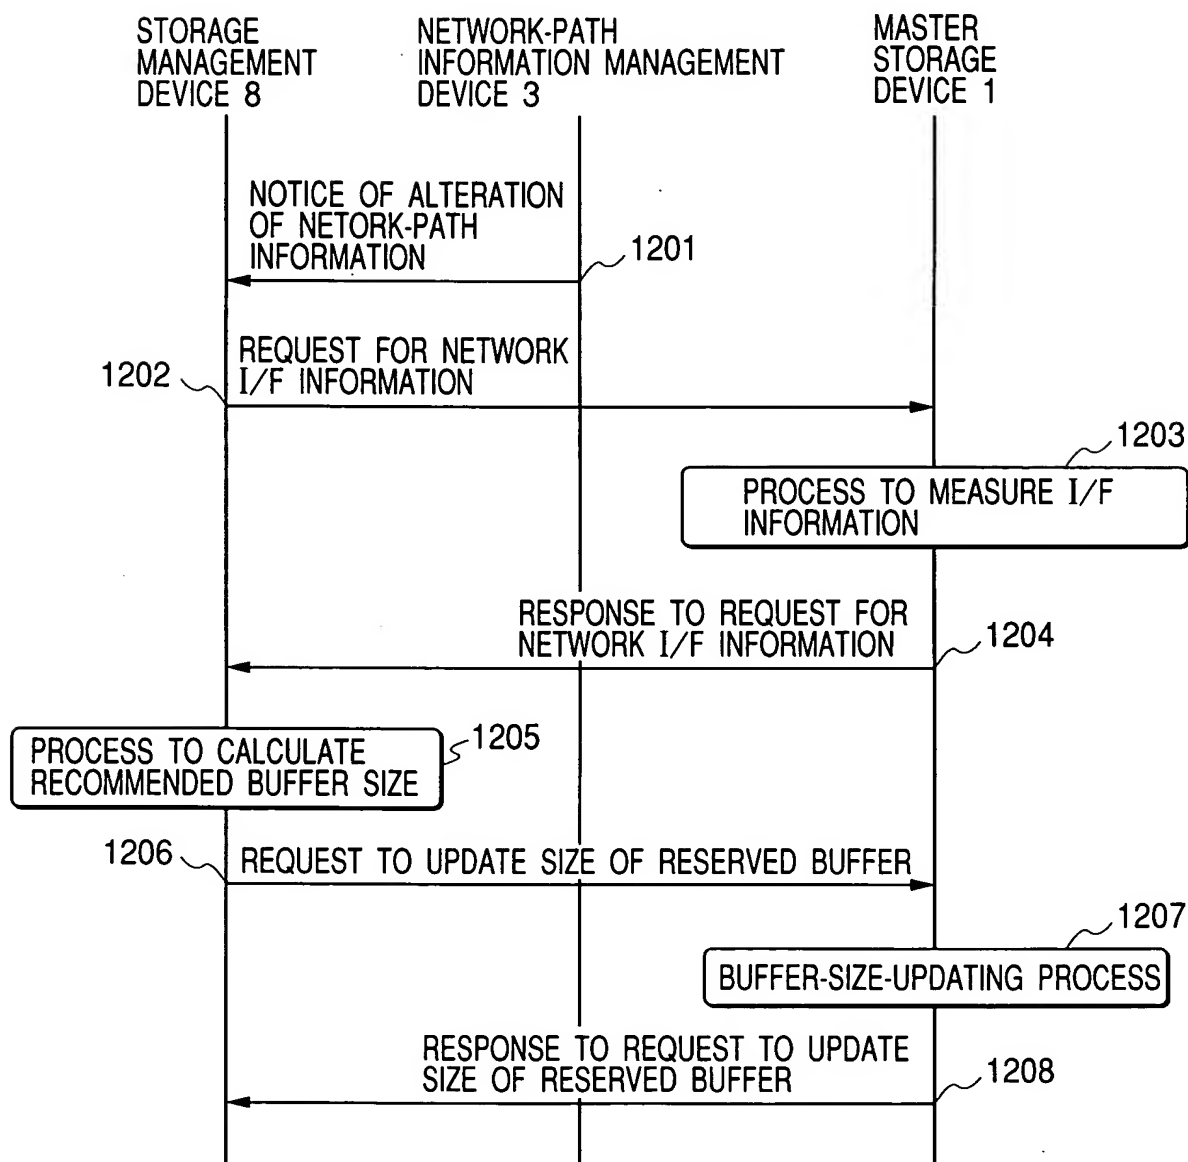 STORAGE
MANAGEMENT
DEVICE 8
NETWORK-PATH
INFORMATION MANAGEMENT
DEVICE 3
MASTER
STORAGE
DEVICE 1
NOTICE OF ALTERATION
OF NETORK-PATH
INFORMATION
1201
REQUEST FOR NETWORK
I/F INFORMATION
1202
1203
PROCESS TO MEASURE I/F
INFORMATION
RESPONSE TO REQUEST FOR
NETWORK I/F INFORMATION
1204
PROCESS TO CALCULATE
RECOMMENDED BUFFER SIZE
1205
1206
REQUEST TO UPDATE SIZE OF RESERVED BUFFER
1207
BUFFER-SIZE-UPDATING PROCESS
RESPONSE TO REQUEST TO UPDATE
SIZE OF RESERVED BUFFER
1208